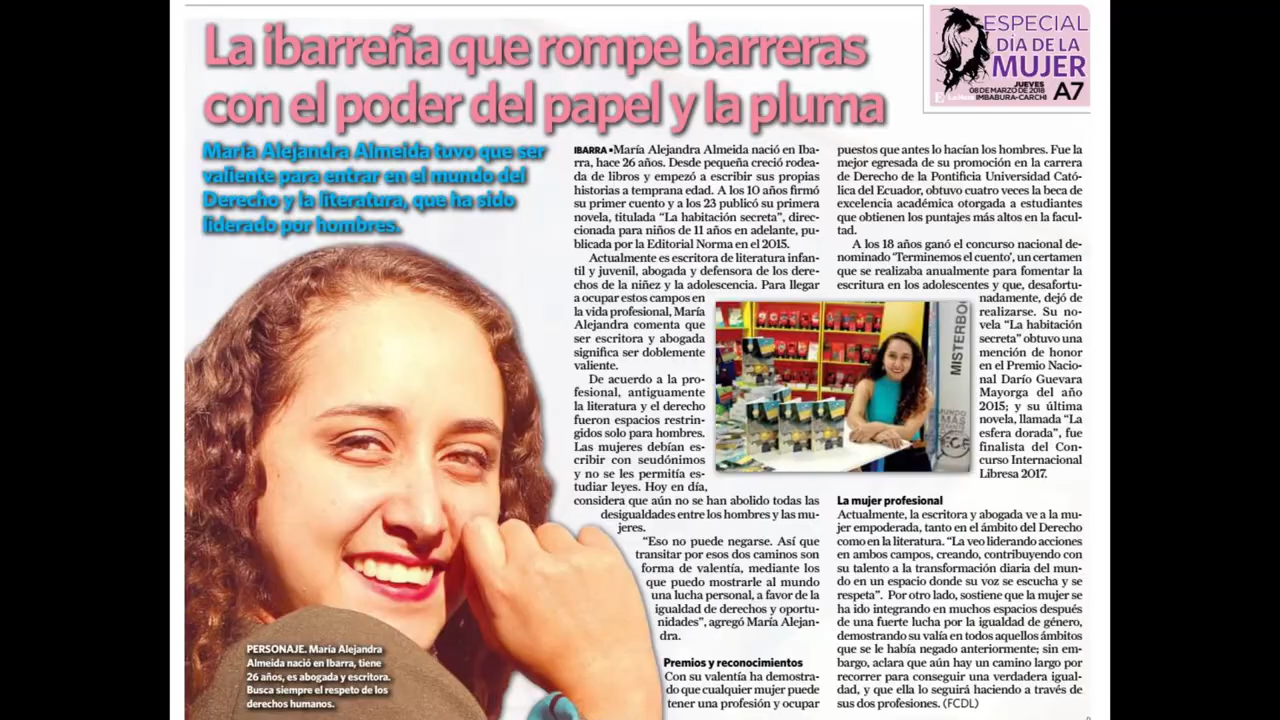 La ibarreña que rompe barreras
con el poder del papel y la pluma
ESPECIAL
DÍA DE LA
MUJER
JUEVES
08 DE MARZO DE 2018
IMBABURA-CARCHI
A7
María Alejandra Almeida tuvo que ser
valiente para entrar en el mundo del
Derecho y la literatura, que ha sido
liderado por hombres.
IBARRA • María Alejandra Almeida nació en Iba-
rra, hace 26 años. Desde pequeña creció rodea-
da de libros y empezó a escribir sus propias
historias a temprana edad. A los 10 años firmó
su primer cuento y a los 23 publicó su primera
novela, titulada “La habitación secreta”, direc-
cionada para niños de 11 años en adelante, pu-
blicada por la Editorial Norma en el 2015.
Actualmente es escritora de literatura infan-
til y juvenil, abogada y defensora de los dere-
chos de la niñez y la adolescencia. Para llegar
a ocupar estos campos en
la vida profesional, María
Alejandra comenta que
ser escritora y abogada
significa ser doblemente
valiente.
De acuerdo a la pro-
fesional, antiguamente
la literatura y el derecho
fueron espacios restrin-
gidos solo para hombres.
Las mujeres debían es-
cribir con seudónimos
y no se les permitía es-
tudiar leyes. Hoy en día,
considera que aún no se han abolido todas las
desigualdades entre los hombres y las mu-
jeres.
“Eso no puede negarse. Así que
transitar por esos dos caminos son
forma de valentía, mediante los
que puedo mostrarle al mundo
una lucha personal, a favor de la
igualdad de derechos y oportu-
nidades”, agregó María Alejan-
dra.
Premios y reconocimientos
Con su valentía ha demostra-
do que cualquier mujer puede
tener una profesión y ocupar
puestos que antes lo hacían los hombres. Fue la
mejor egresada de su promoción en la carrera
de Derecho de la Pontificia Universidad Cató-
lica del Ecuador, obtuvo cuatro veces la beca de
excelencia académica otorgada a estudiantes
que obtienen los puntajes más altos en la facul-
tad.
A los 18 años ganó el concurso nacional de-
nominado ‘Terminemos el cuento’, un certamen
que se realizaba anualmente para fomentar la
escritura en los adolescentes y que, desafortu-
nadamente, dejó de
realizarse. Su no-
vela “La habitación
secreta” obtuvo una
mención de honor
en el Premio Nacio-
nal Darío Guevara
Mayorga del año
2015; y su última
novela, llamada “La
esfera dorada”, fue
finalista del Con-
curso Internacional
Libresa 2017.
MISTERBO
La mujer profesional
Actualmente, la escritora y abogada ve a la mu-
jer empoderada, tanto en el ámbito del Derecho
como en la literatura. “La veo liderando acciones
en ambos campos, creando, contribuyendo con
su talento a la transformación diaria del mun-
do en un espacio donde su voz se escucha y se
respeta”. Por otro lado, sostiene que la mujer se
ha ido integrando en muchos espacios después
de una fuerte lucha por la igualdad de género,
demostrando su valía en todos aquellos ámbitos
que se le había negado anteriormente; sin em-
bargo, aclara que aún hay un camino largo por
recorrer para conseguir una verdadera igual-
dad, y que ella lo seguirá haciendo a través de
sus dos profesiones. (FCDL)
PERSONAJE. María Alejandra
Almeida nació en Ibarra, tiene
26 años, es abogada y escritora.
Busca siempre el respeto de los
derechos humanos.